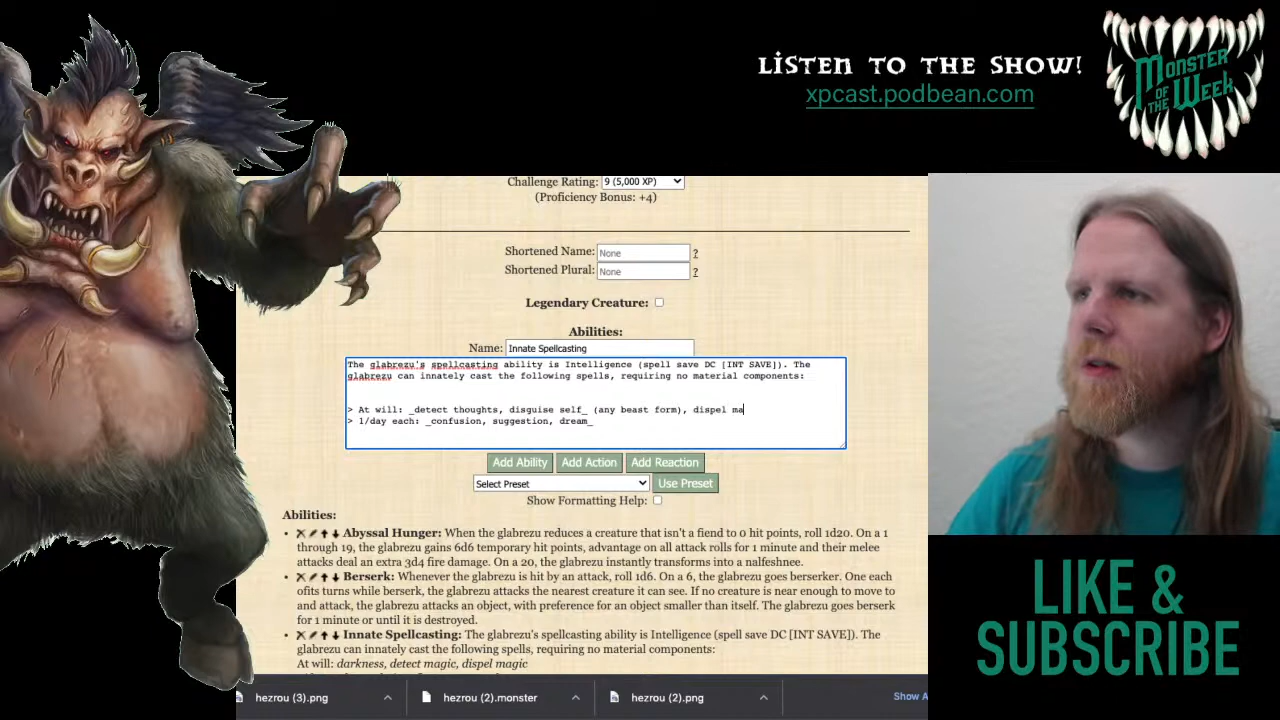 LISTEN TO THE SHOW!
xpcast.podbean.com
MONSTER
OF THE WEEK
Challenge Rating: 9 (5,000 XP)
(Proficiency Bonus: +4)
Shortened Name: None ?
Shortened Plural: None ?
Legendary Creature:
Abilities:
Name: Innate Spellcasting
The glabrezu's spellcasting ability is Intelligence (spell save DC [INT SAVE]). The
glabrezu can innately cast the following spells, requiring no material components:
> At will: _detect thoughts, disguise self_ (any beast form), dispel ma
> 1/day each: _confusion, suggestion, dream_
Add Ability Add Action Add Reaction
Select Preset Use Preset
Show Formatting Help:
Abilities:
• Abyssal Hunger: When the glabrezu reduces a creature that isn't a fiend to 0 hit points, roll 1d20. On a 1
through 19, the glabrezu gains 6d6 temporary hit points, advantage on all attack rolls for 1 minute and their melee
attacks deal an extra 3d4 fire damage. On a 20, the glabrezu instantly transforms into a nalfeshnee.
• Berserk: Whenever the glabrezu is hit by an attack, roll 1d6. On a 6, the glabrezu goes berserker. One each
ofits turns while berserk, the glabrezu attacks the nearest creature it can see. If no creature is near enough to move to
and attack, the glabrezu attacks an object, with preference for an object smaller than itself. The glabrezu goes berserk
for 1 minute or until it is destroyed.
• Innate Spellcasting: The glabrezu's spellcasting ability is Intelligence (spell save DC [INT SAVE]). The
glabrezu can innately cast the following spells, requiring no material components:
At will: darkness, detect magic, dispel magic
hezrou (3).png
hezrou (2).monster
hezrou (2).png
Show A
LIKE &
SUBSCRIBE